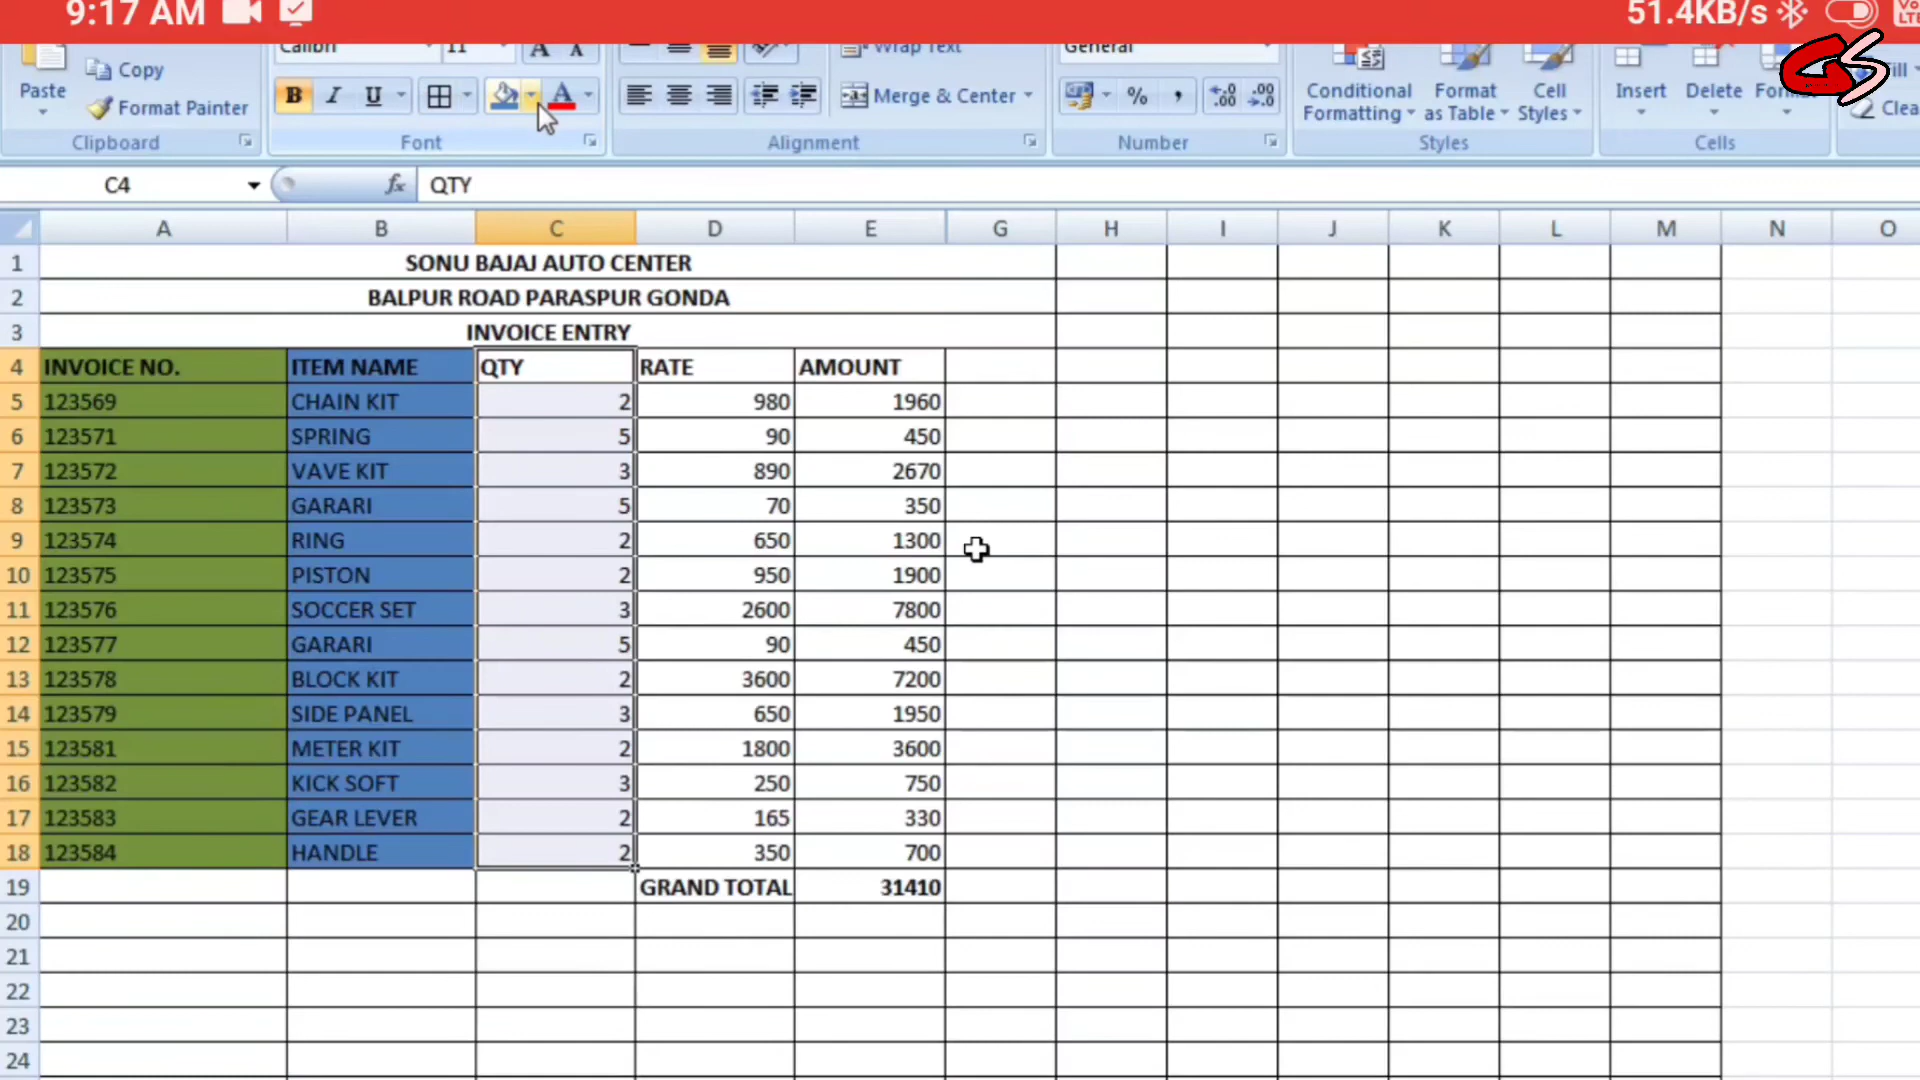 9:17 AM 51.4KB/s
Calibri 11 Wrap Text General
Paste Copy Format Painter B I U A Merge & Center % , Conditional Formatting Format as Table Cell Styles Insert Delete Format Clea
Clipboard Font Alignment Number Styles Cells
C4 fx QTY
A B C D E G H I J K L M N O
1 SONU BAJAJ AUTO CENTER
2 BALPUR ROAD PARASPUR GONDA
3 INVOICE ENTRY
4 INVOICE NO. ITEM NAME QTY RATE AMOUNT
5 123569 CHAIN KIT 2 980 1960
6 123571 SPRING 5 90 450
7 123572 VAVE KIT 3 890 2670
8 123573 GARARI 5 70 350
9 123574 RING 2 650 1300
10 123575 PISTON 2 950 1900
11 123576 SOCCER SET 3 2600 7800
12 123577 GARARI 5 90 450
13 123578 BLOCK KIT 2 3600 7200
14 123579 SIDE PANEL 3 650 1950
15 123581 METER KIT 2 1800 3600
16 123582 KICK SOFT 3 250 750
17 123583 GEAR LEVER 2 165 330
18 123584 HANDLE 2 350 700
19 GRAND TOTAL 31410
20
21
22
23
24